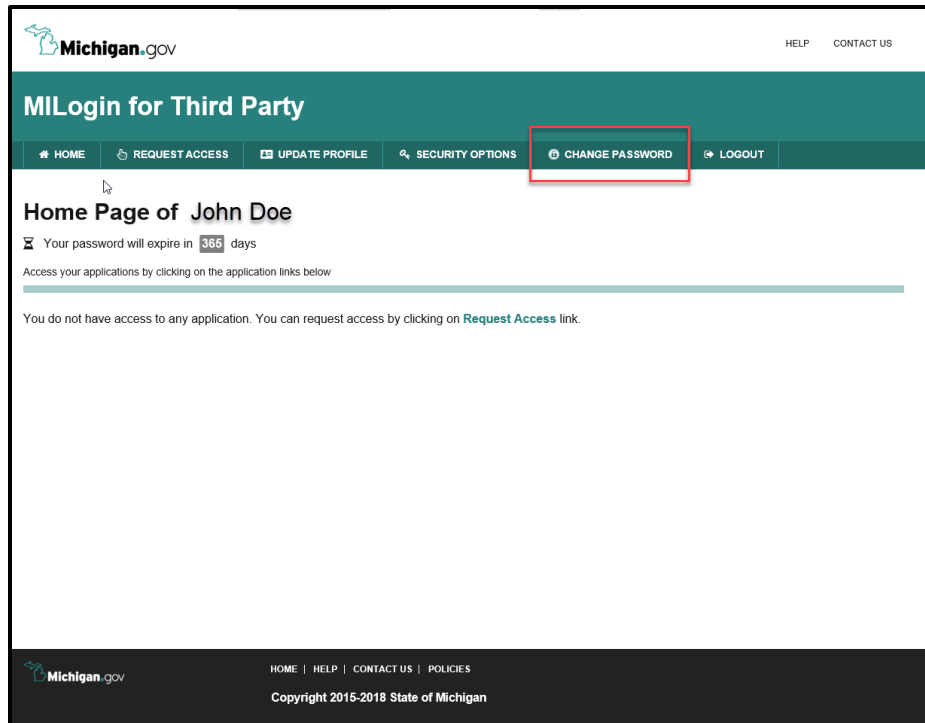 Michigan.gov
HELP CONTACT US
MILogin for Third Party
HOME REQUEST ACCESS UPDATE PROFILE SECURITY OPTIONS CHANGE PASSWORD LOGOUT
Home Page of John Doe
Your password will expire in 365 days
Access your applications by clicking on the application links below
You do not have access to any application. You can request access by clicking on Request Access link.
Michigan.gov
HOME | HELP | CONTACT US | POLICIES
Copyright 2015-2018 State of Michigan